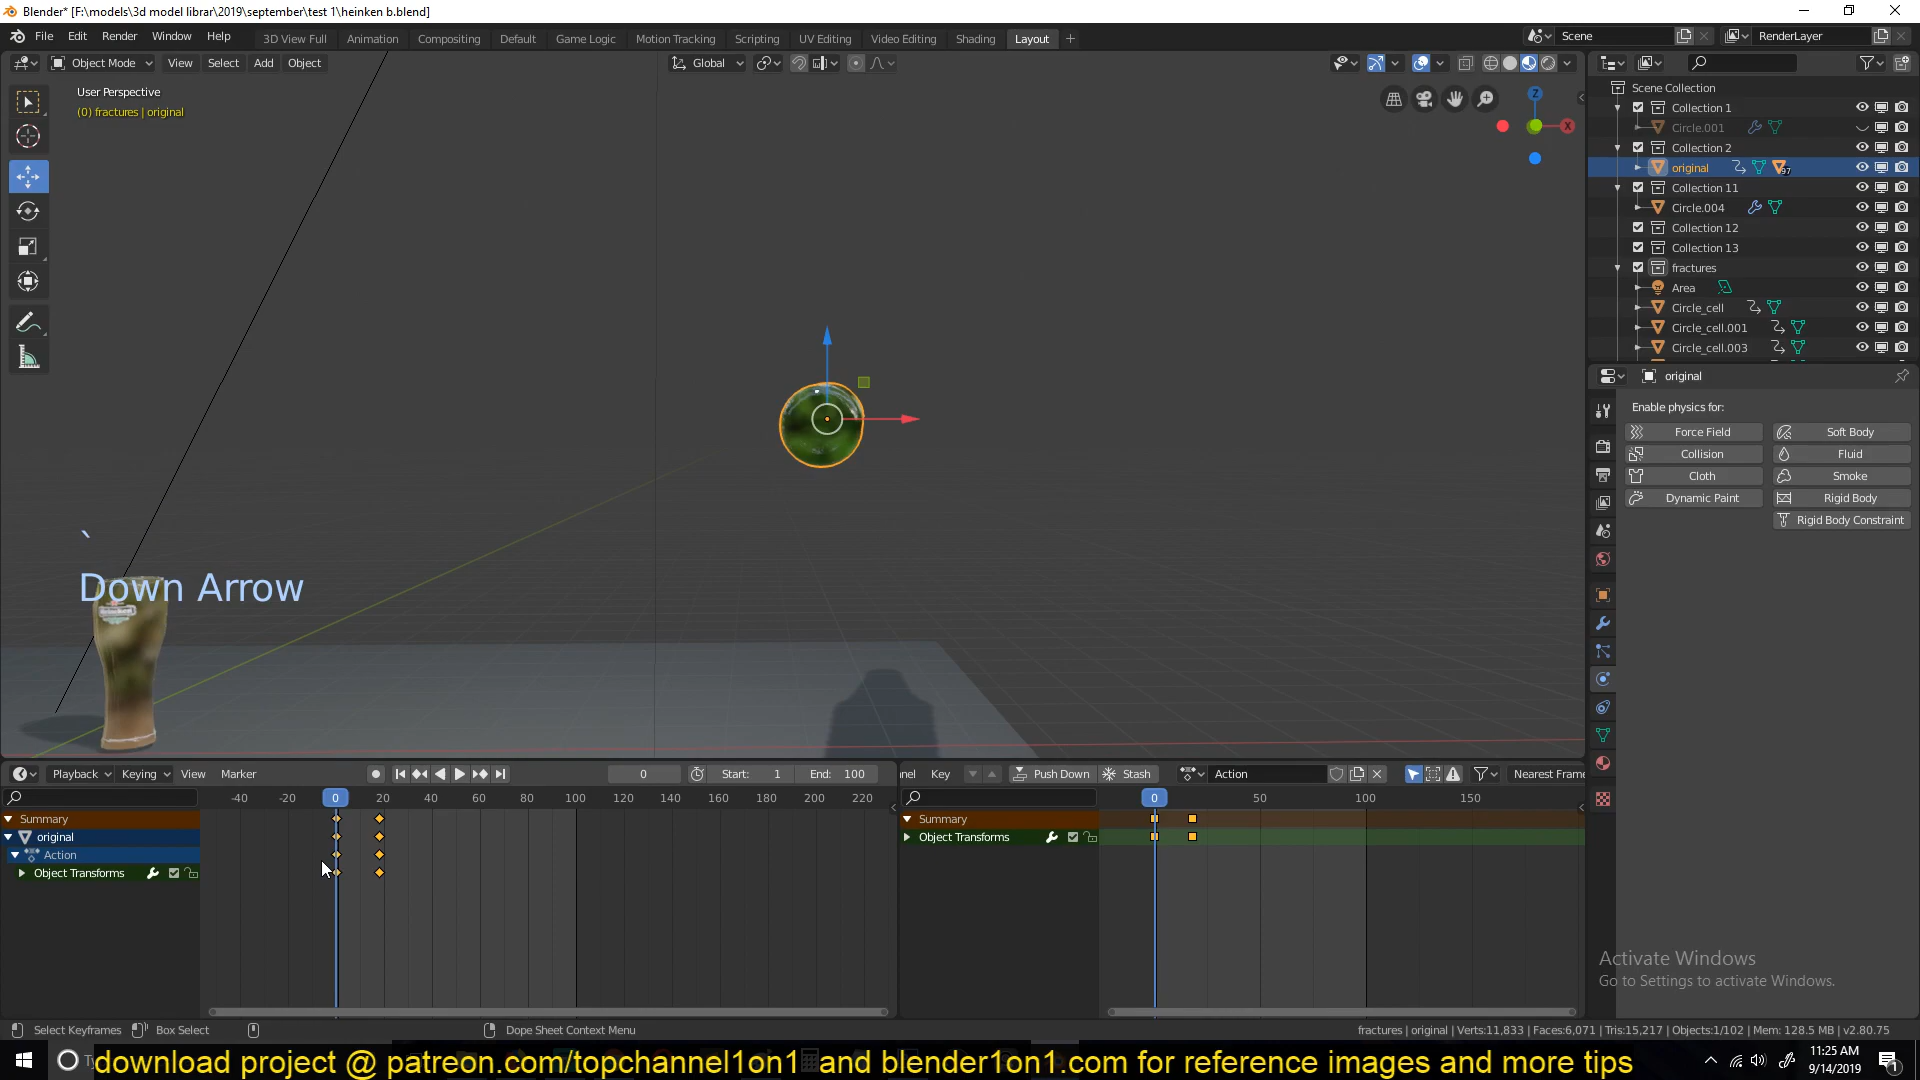 Blender* [F:\models\3d model librar\2019\september\test 1\heinken b.blend]
File Edit Render Window Help
3D View Full Animation Compositing Default Game Logic Motion Tracking Scripting UV Editing Video Editing Shading Layout
Scene
RenderLayer
Object Mode View Select Add Object
Global
User Perspective
(0) fractures | original
Z
X
Scene Collection
Collection 1
Circle.001
Collection 2
original 97
Collection 11
Circle.004
Collection 12
Collection 13
fractures
Area
Circle_cell
Circle_cell.001
Circle_cell.003
original
Enable physics for:
Force Field Soft Body
Collision Fluid
Cloth Smoke
Dynamic Paint Rigid Body
Rigid Body Constraint
`
Down Arrow
Playback Keying View Marker
0 Start: 1 End: 100
-40 -20 0 20 40 60 80 100 120 140 160 180 200 220
Summary
original
Action
Object Transforms
nel Key Push Down Stash Action Nearest Frame
0 50 100 150
Summary
Object Transforms
Activate Windows
Go to Settings to activate Windows.
Select Keyframes Box Select Dope Sheet Context Menu
fractures | original | Verts:11,833 | Faces:6,071 | Tris:15,217 | Objects:1/102 | Mem: 128.5 MB | v2.80.75
download project @ patreon.com/topchannel1on1 and blender1on1.com for reference images and more tips
11:25 AM
9/14/2019
1